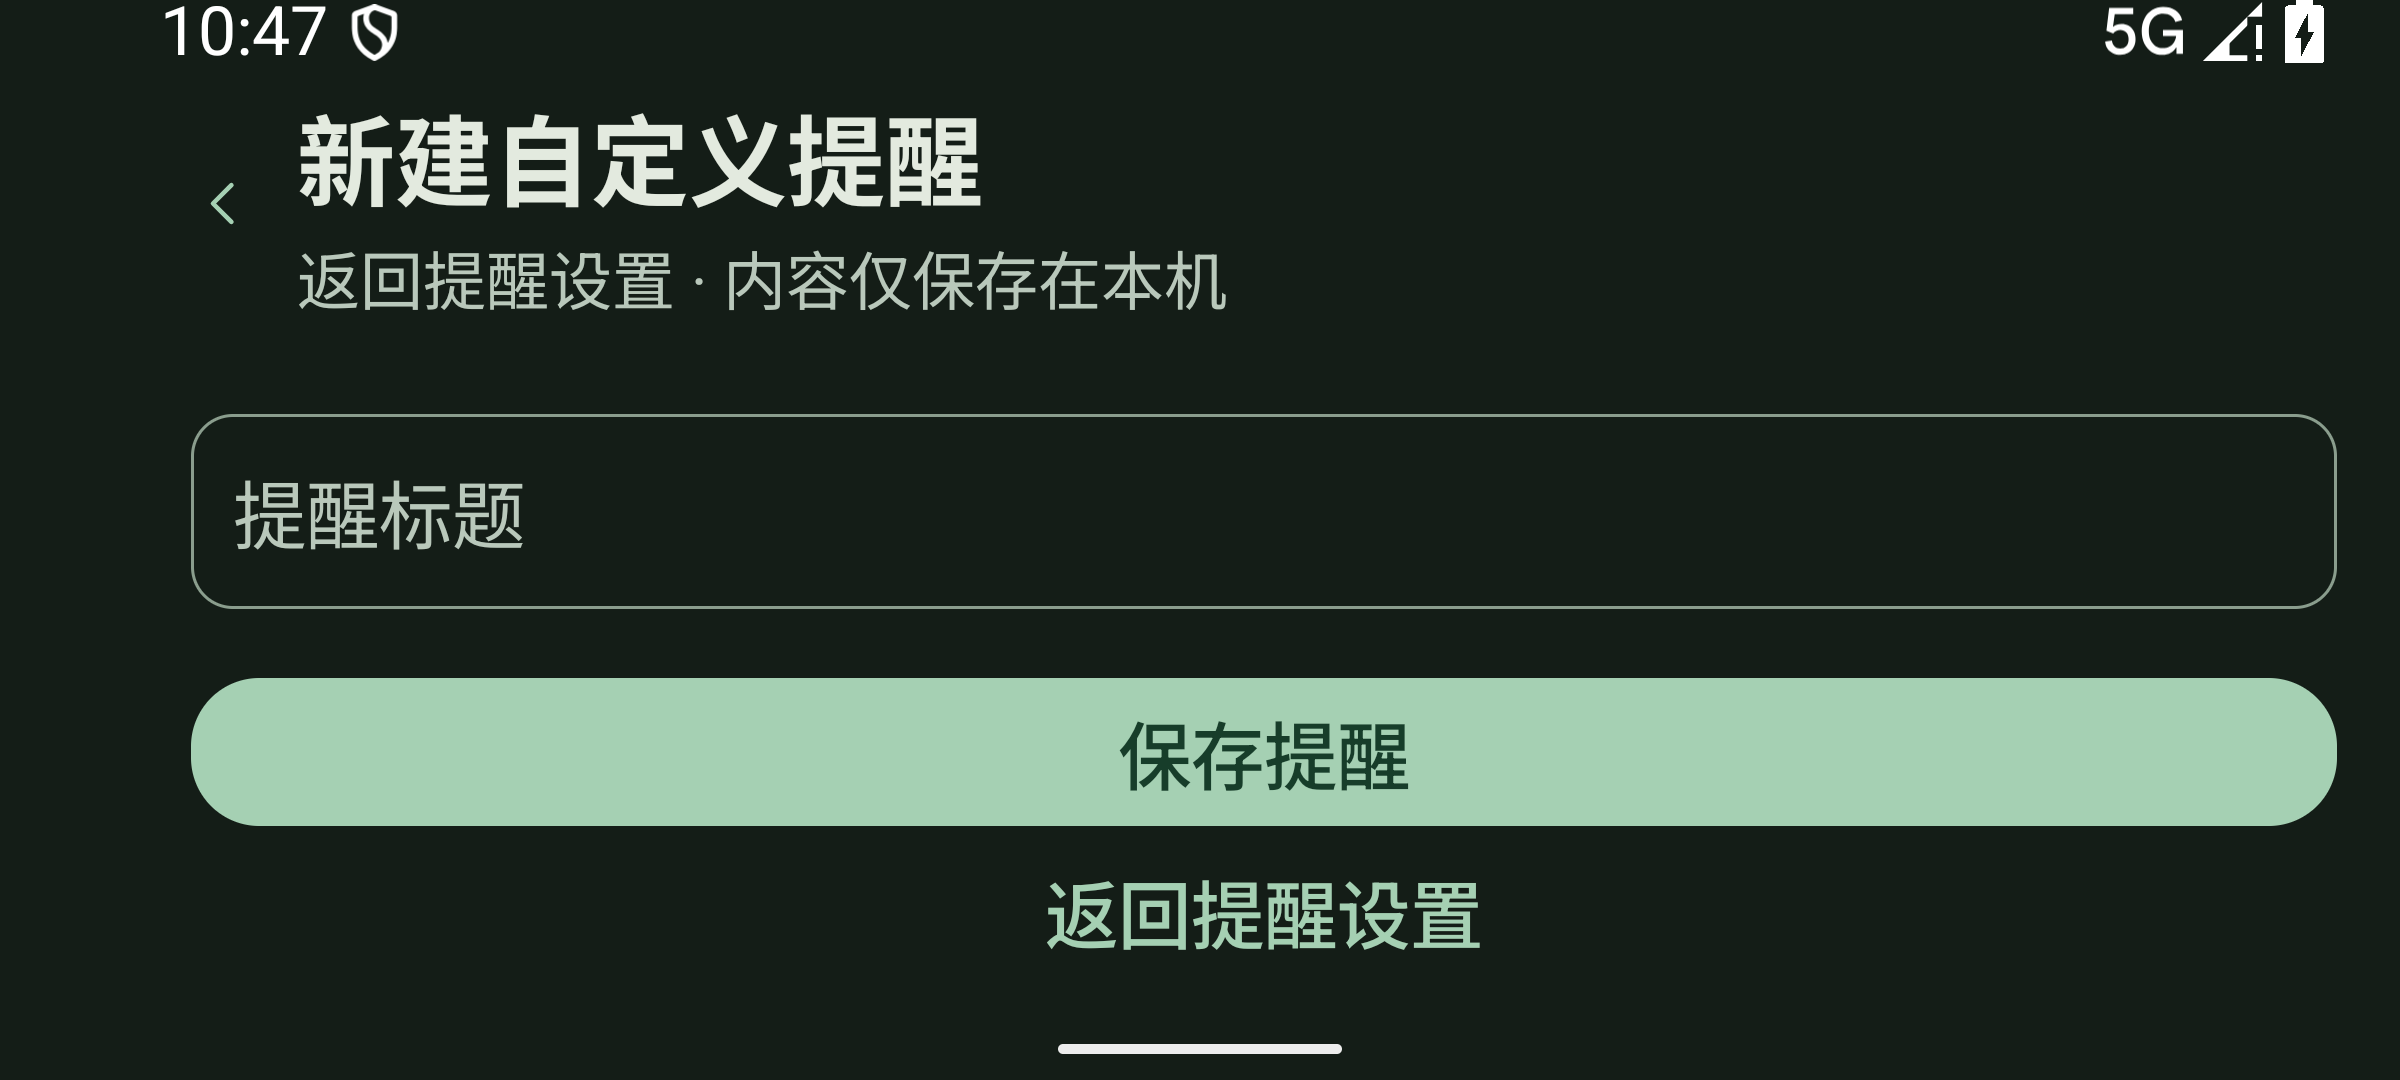 10:47 5G
新建自定义提醒
返回提醒设置 · 内容仅保存在本机
提醒标题
保存提醒
返回提醒设置